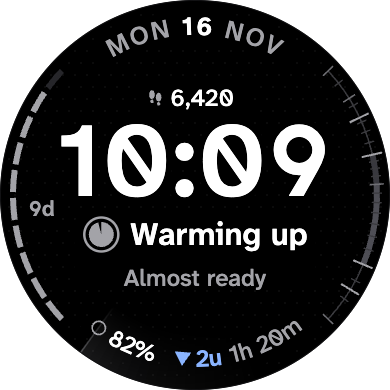 MON 16 NOV
6,420
10:09
9d
Warming up
Almost ready
82% ▼2u 1h 20m